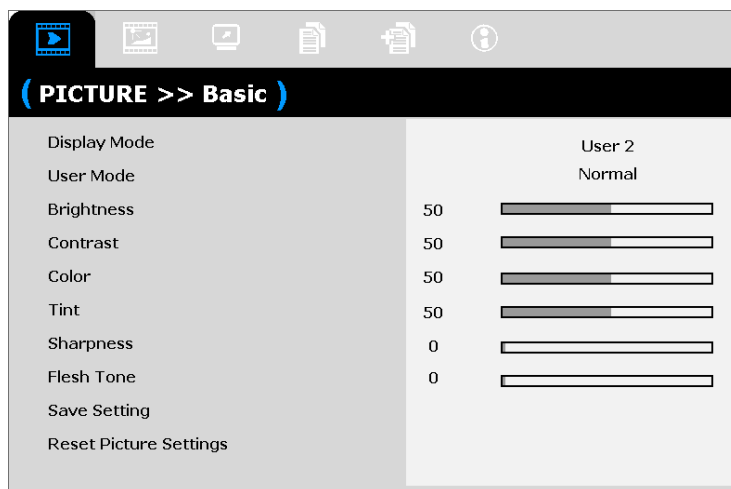 ( PICTURE >> Basic )
Display Mode User 2
User Mode Normal
Brightness 50
Contrast 50
Color 50
Tint 50
Sharpness 0
Flesh Tone 0
Save Setting
Reset Picture Settings